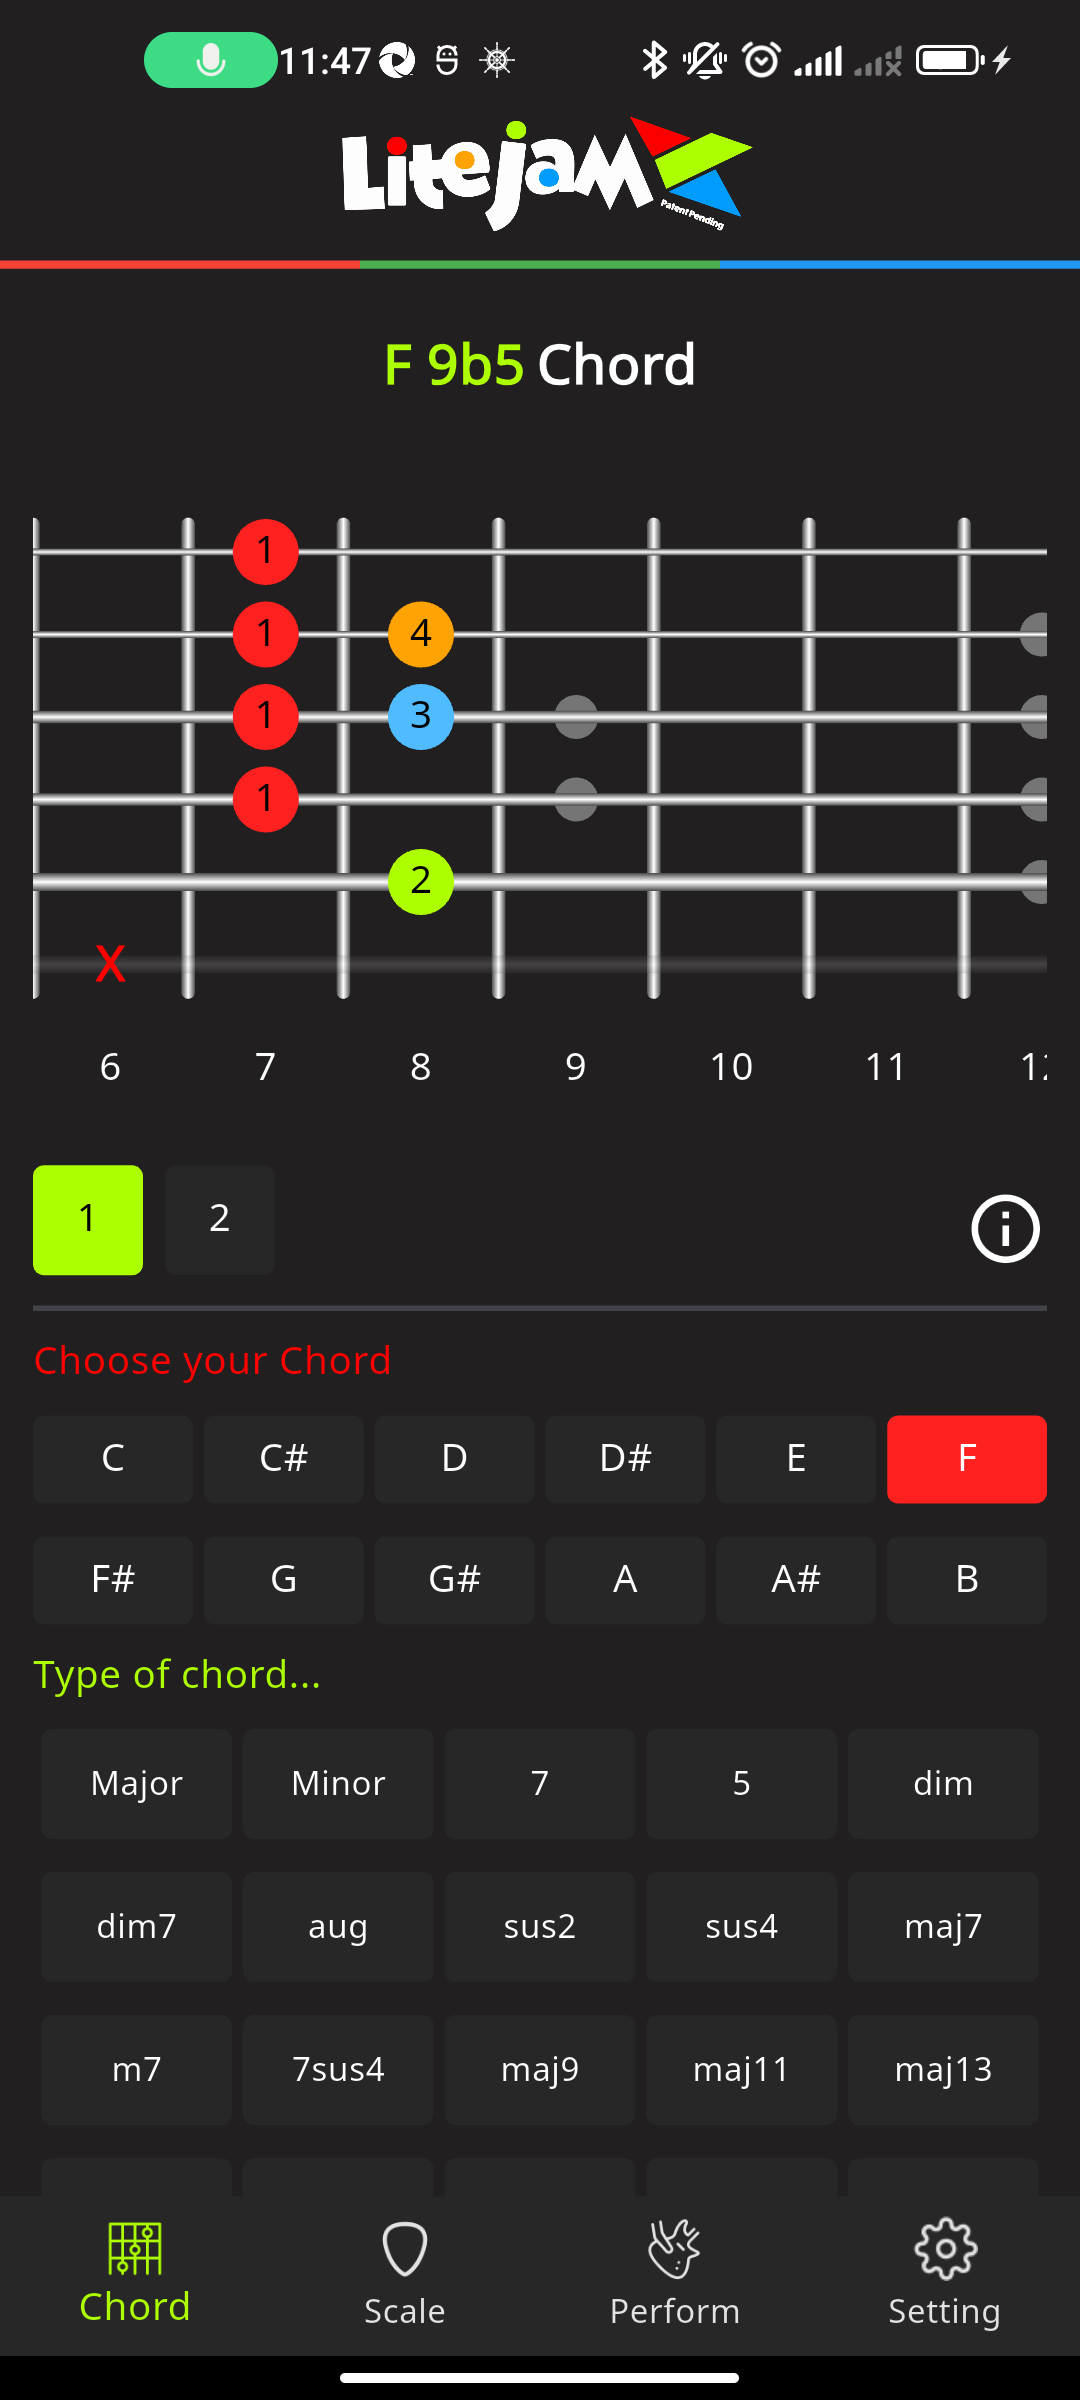 11:47
Litejam
Patent Pending
F 9b5 Chord
1
1 4
1 3
1
2
X
6 7 8 9 10 11
1 2
Choose your Chord
C C# D D# E F
F# G G# A A# B
Type of chord...
Major Minor 7 5 dim
dim7 aug sus2 sus4 maj7
m7 7sus4 maj9 maj11 maj13
Chord Scale Perform Setting